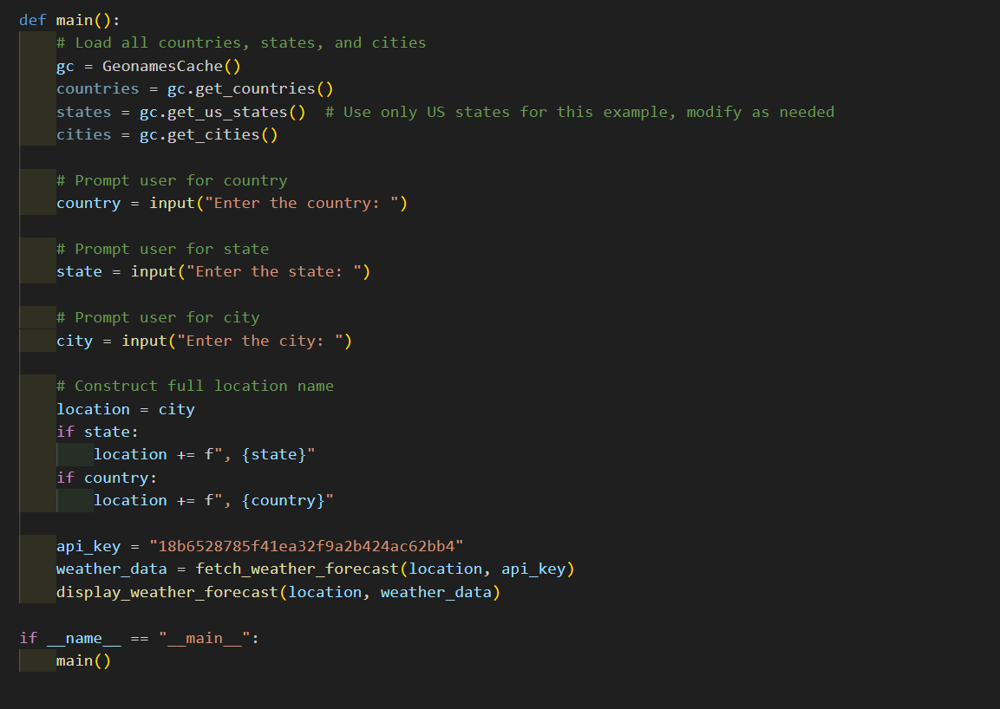 def main():
    # Load all countries, states, and cities
    gc = GeonamesCache()
    countries = gc.get_countries()
    states = gc.get_us_states()  # Use only US states for this example, modify as needed
    cities = gc.get_cities()

    # Prompt user for country
    country = input("Enter the country: ")

    # Prompt user for state
    state = input("Enter the state: ")

    # Prompt user for city
    city = input("Enter the city: ")

    # Construct full location name
    location = city
    if state:
        location += f", {state}"
    if country:
        location += f", {country}"

    api_key = "18b6528785f41ea32f9a2b424ac62bb4"
    weather_data = fetch_weather_forecast(location, api_key)
    display_weather_forecast(location, weather_data)

if __name__ == "__main__":
    main()